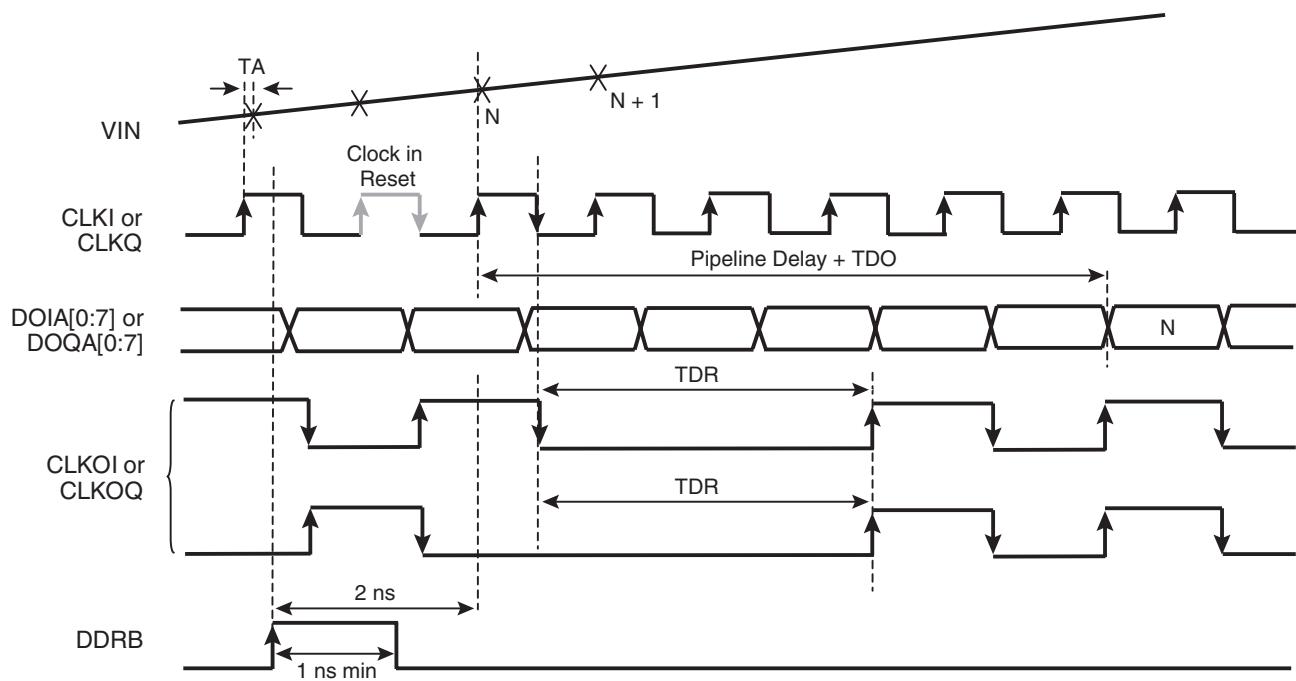 TA
N
N + 1
VIN
Clock in
Reset
CLKI or
CLKQ
Pipeline Delay + TDO
DOIA[0:7] or
DOQA[0:7]
N
TDR
CLKOI or
CLKOQ
TDR
2 ns
DDRB
1 ns min